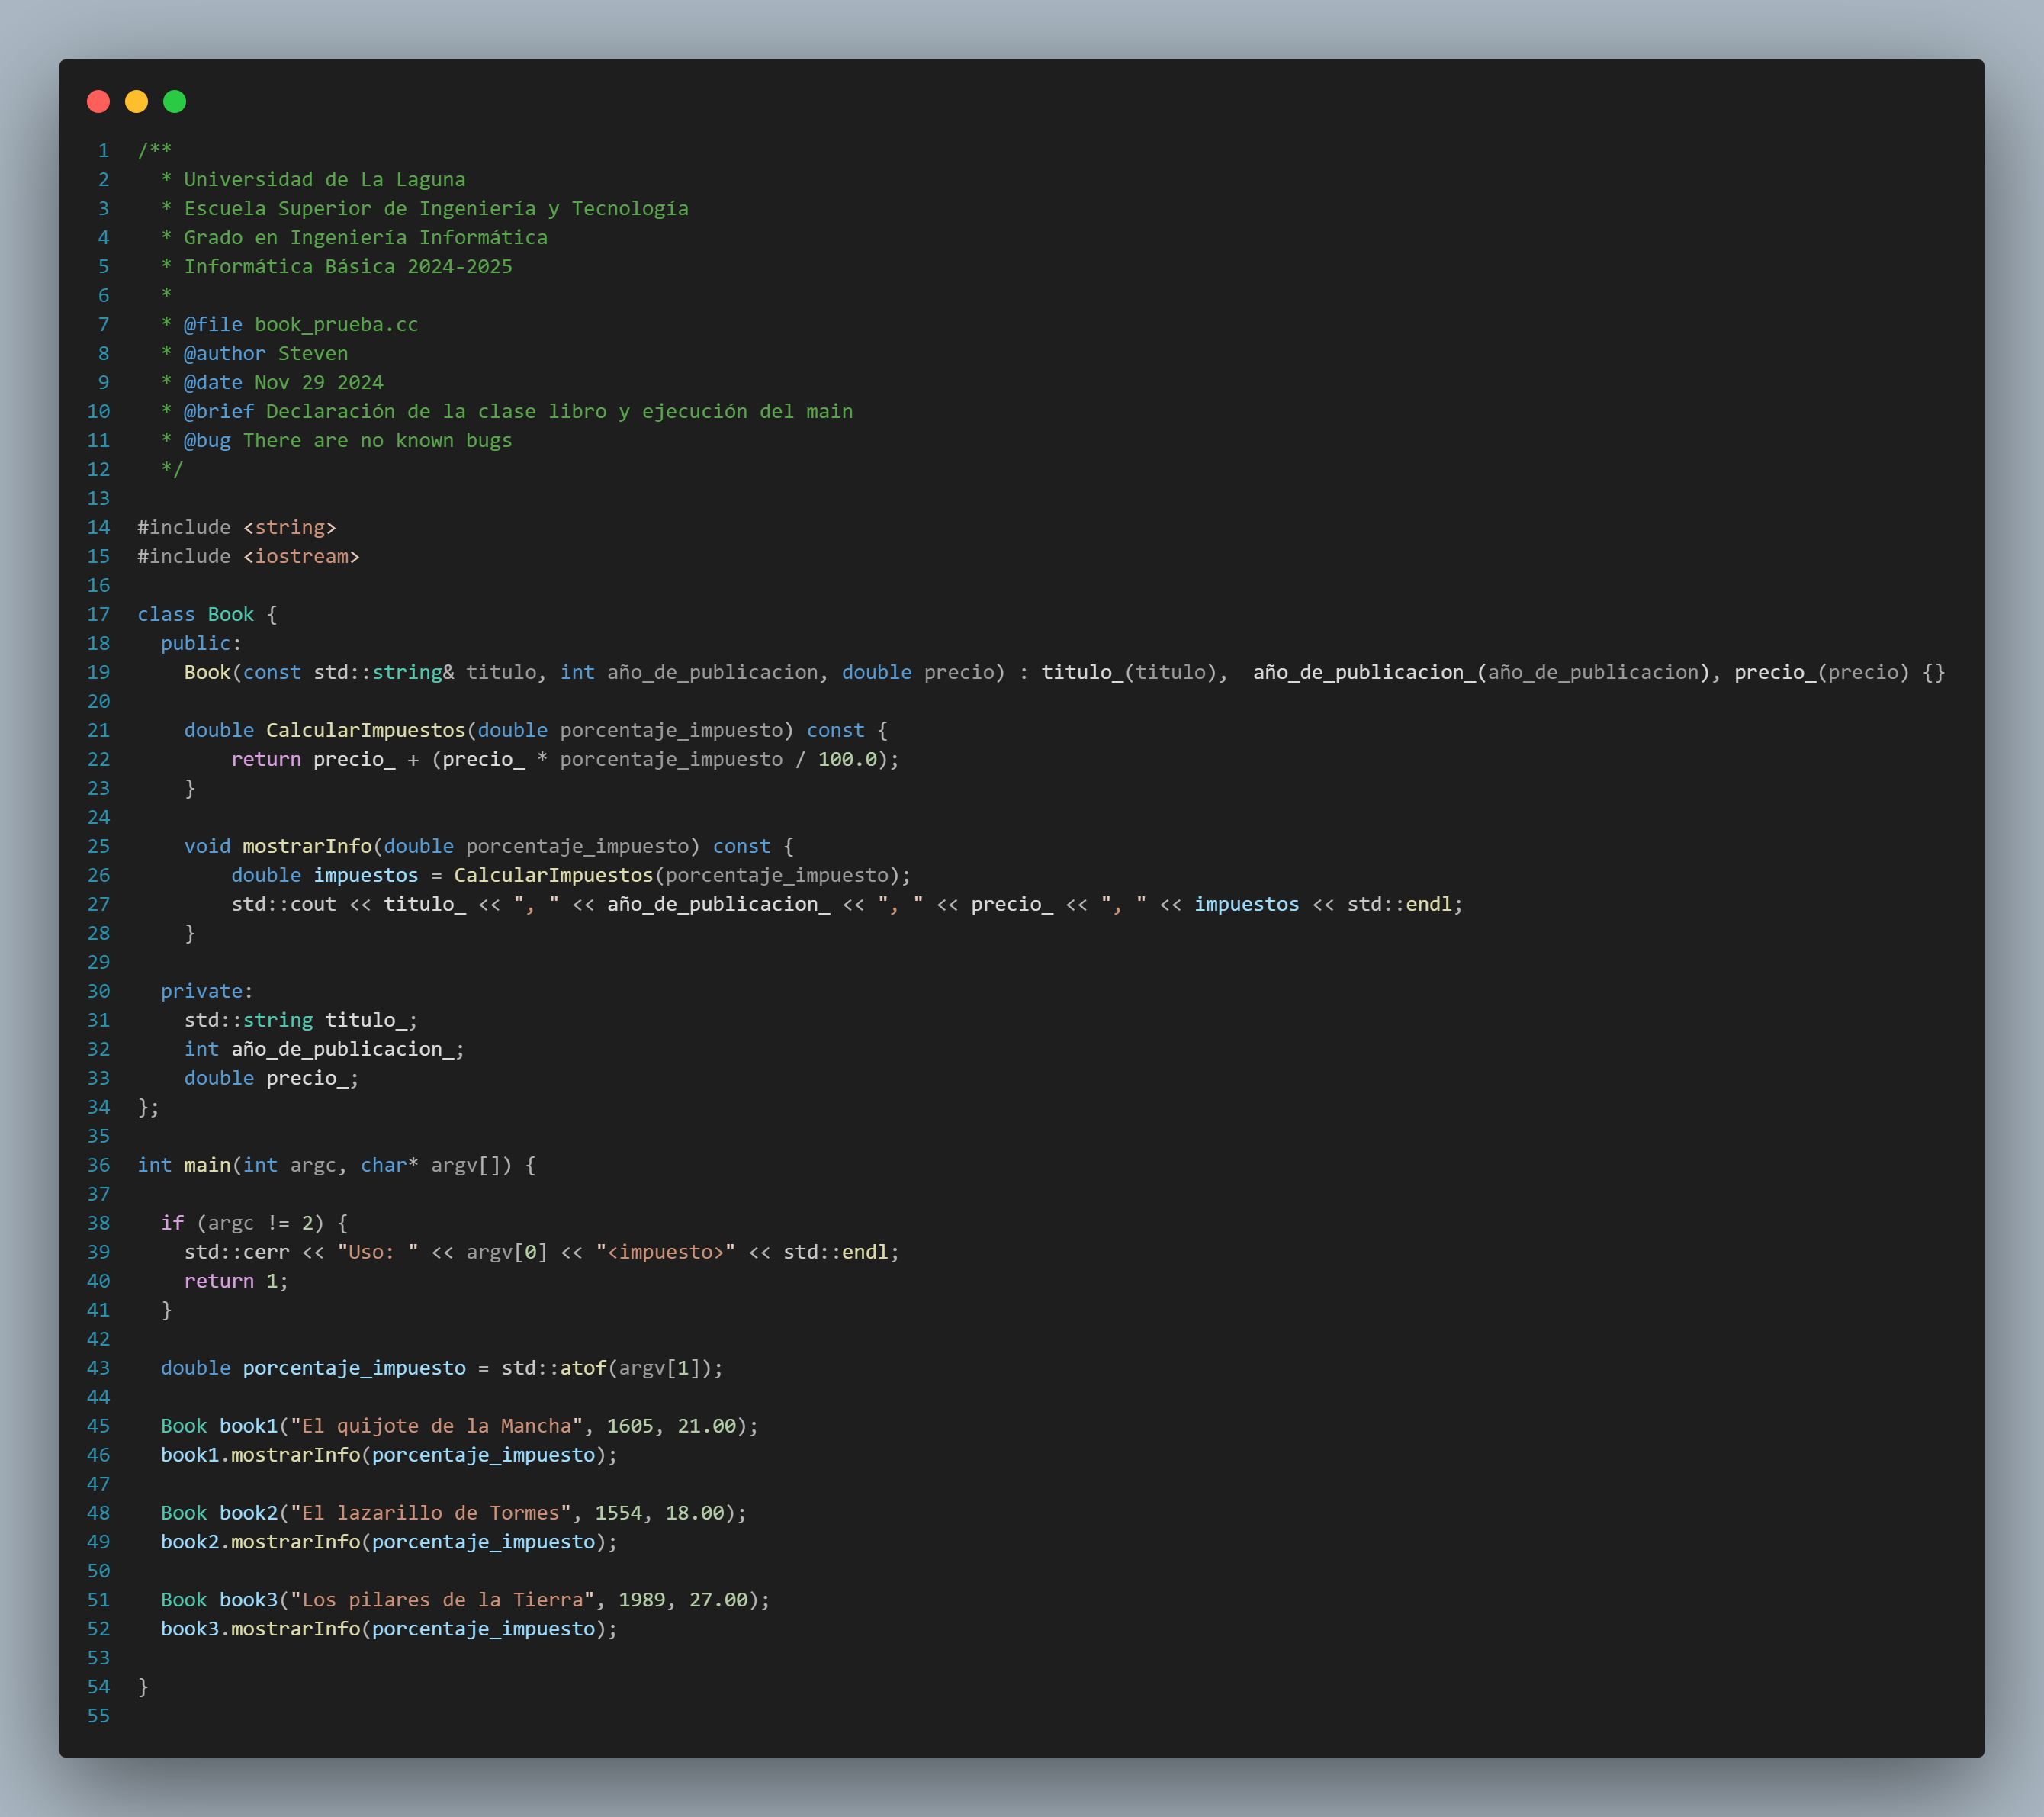 1 /**
2   * Universidad de La Laguna
3   * Escuela Superior de Ingeniería y Tecnología
4   * Grado en Ingeniería Informática
5   * Informática Básica 2024-2025
6   *
7   * @file book_prueba.cc
8   * @author Steven
9   * @date Nov 29 2024
10   * @brief Declaración de la clase libro y ejecución del main
11   * @bug There are no known bugs
12   */
13
14 #include <string>
15 #include <iostream>
16
17 class Book {
18   public:
19     Book(const std::string& titulo, int año_de_publicacion, double precio) : titulo_(titulo),  año_de_publicacion_(año_de_publicacion), precio_(precio) {}
20
21     double CalcularImpuestos(double porcentaje_impuesto) const {
22         return precio_ + (precio_ * porcentaje_impuesto / 100.0);
23     }
24
25     void mostrarInfo(double porcentaje_impuesto) const {
26         double impuestos = CalcularImpuestos(porcentaje_impuesto);
27         std::cout << titulo_ << ", " << año_de_publicacion_ << ", " << precio_ << ", " << impuestos << std::endl;
28     }
29
30   private:
31     std::string titulo_;
32     int año_de_publicacion_;
33     double precio_;
34 };
35
36 int main(int argc, char* argv[]) {
37
38   if (argc != 2) {
39     std::cerr << "Uso: " << argv[0] << "<impuesto>" << std::endl;
40     return 1;
41   }
42
43   double porcentaje_impuesto = std::atof(argv[1]);
44
45   Book book1("El quijote de la Mancha", 1605, 21.00);
46   book1.mostrarInfo(porcentaje_impuesto);
47
48   Book book2("El lazarillo de Tormes", 1554, 18.00);
49   book2.mostrarInfo(porcentaje_impuesto);
50
51   Book book3("Los pilares de la Tierra", 1989, 27.00);
52   book3.mostrarInfo(porcentaje_impuesto);
53
54 }
55